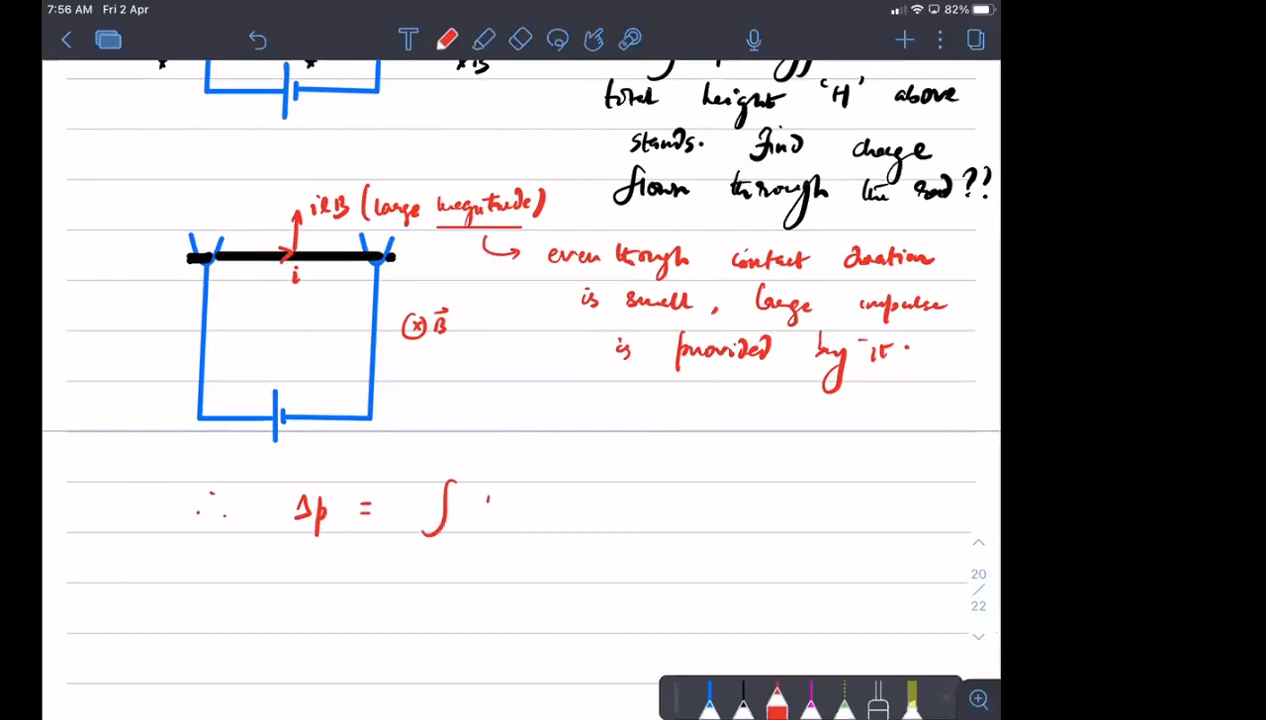 7:56 AM Fri 2 Apr
82%
T
x
x B
total height 'H' above
stands. Find charge
flown through the rod??
ilB (large magnitude)
i
even though contact duration
is small, large impulse
is provided by it.
B
∴ Δp = ∫
20
/
22